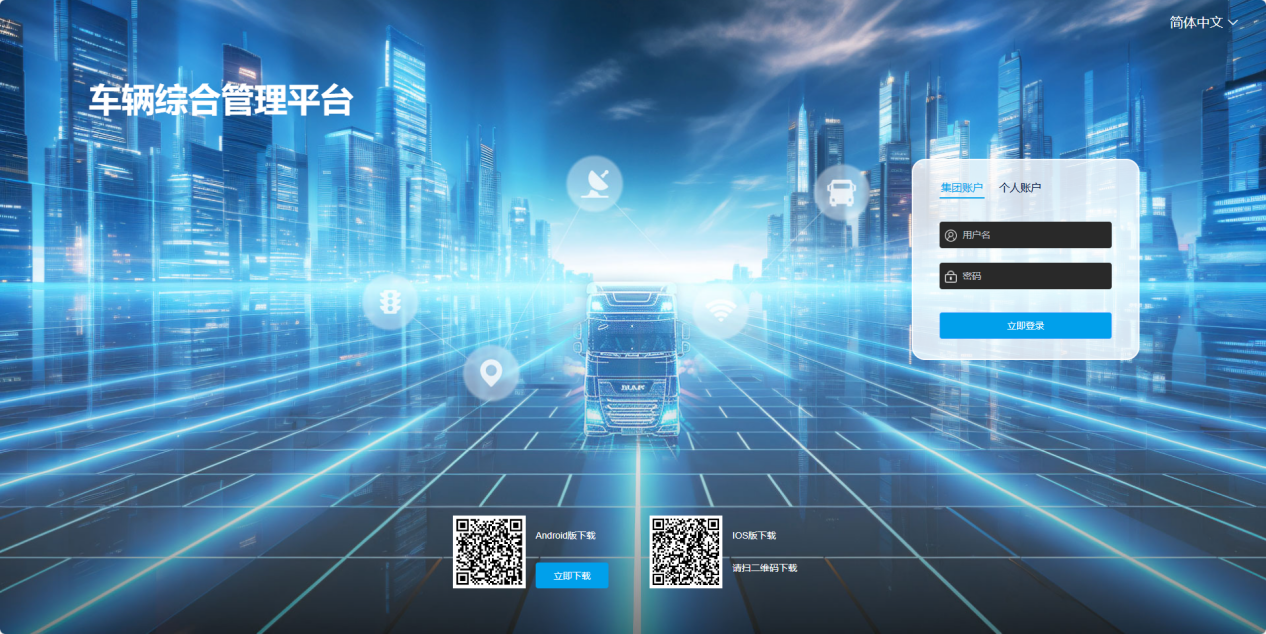 简体中文
车辆综合管理平台
集团账户 个人账户
用户名
密码
立即登录
MAN
Android版下载
立即下载
IOS版下载
请扫二维码下载